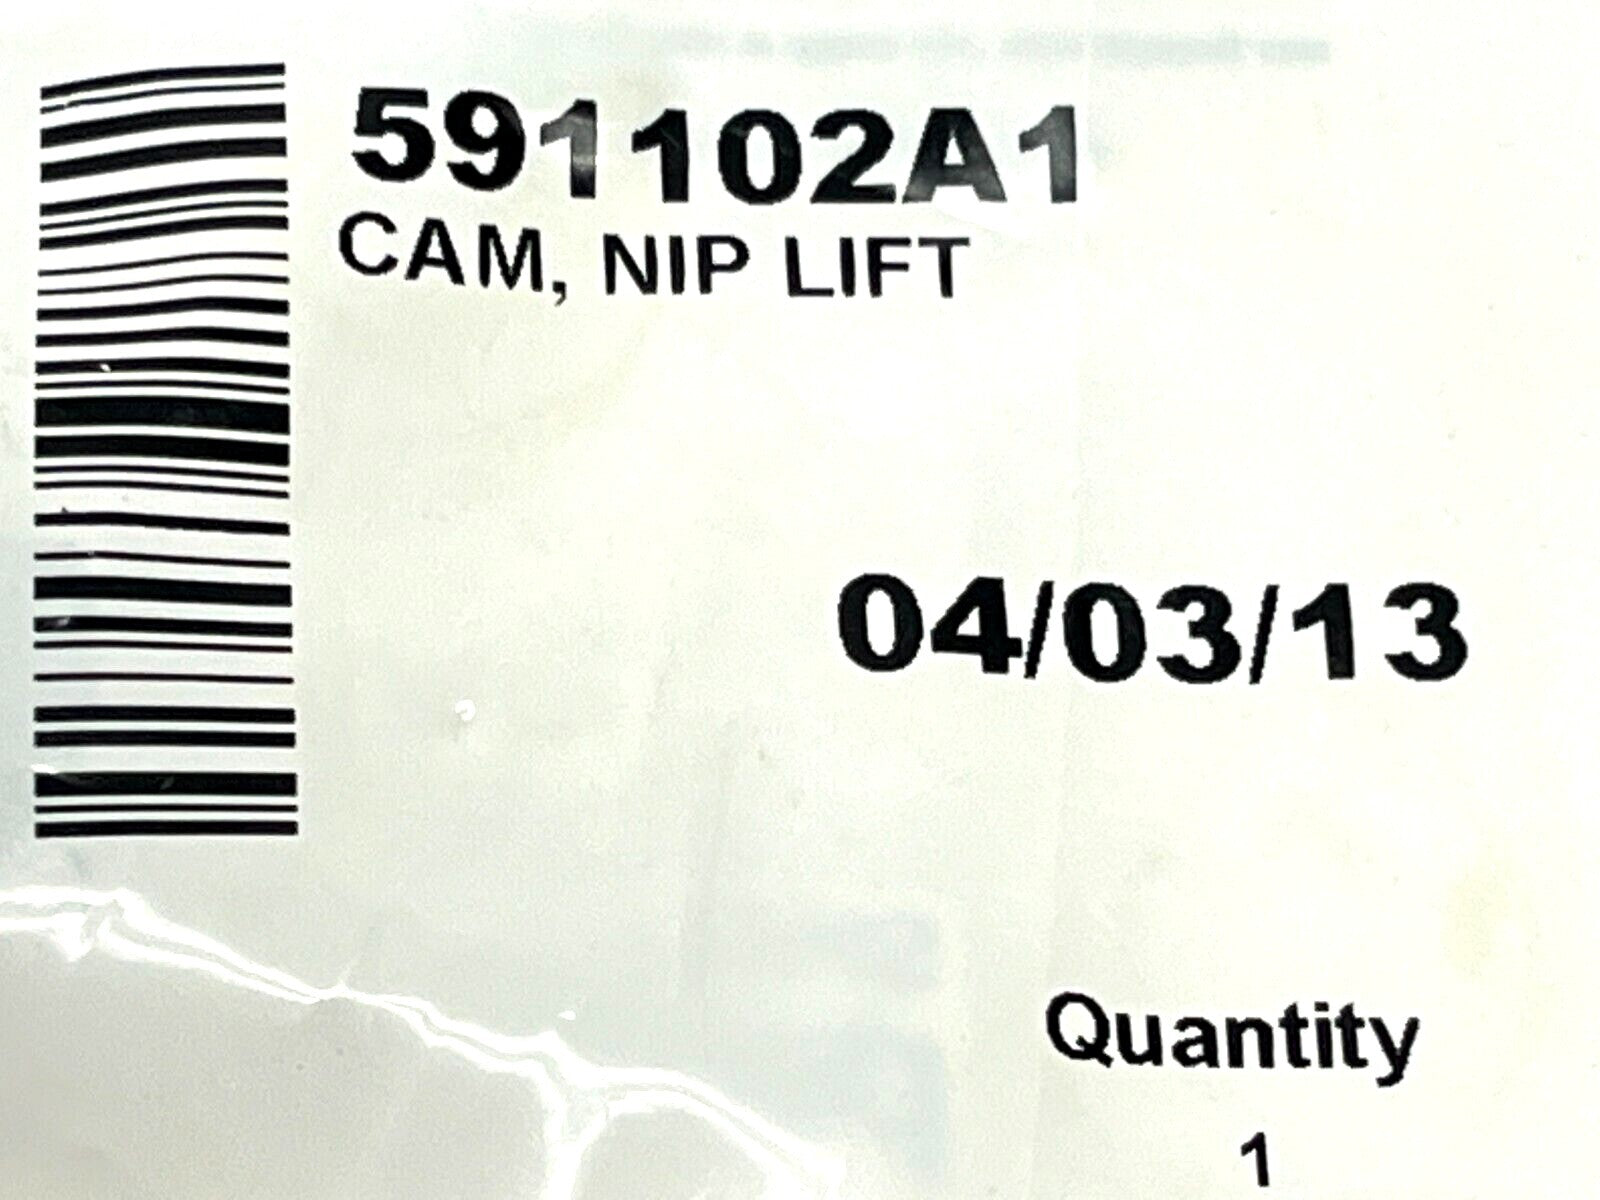 591102A1
CAM, NIP LIFT
04/03/13
Quantity
1